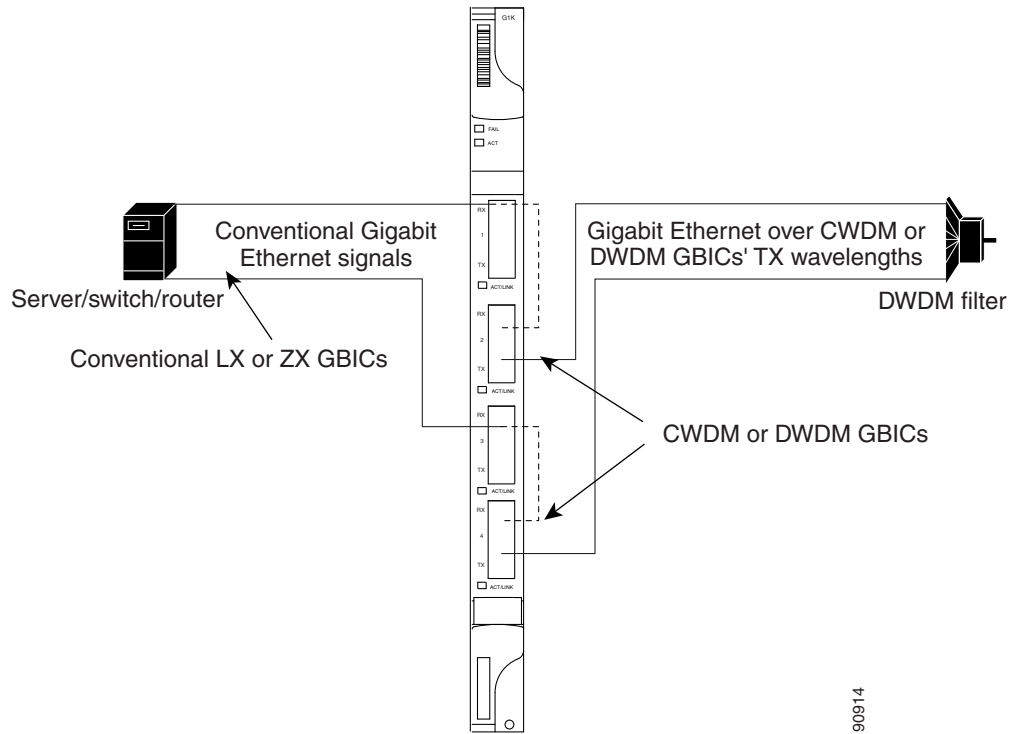 G1K
FAIL
ACT
RX
1
TX
ACT/LINK
Conventional Gigabit
Ethernet signals
Gigabit Ethernet over CWDM or
DWDM GBICs' TX wavelengths
Server/switch/router
DWDM filter
Conventional LX or ZX GBICs
RX
2
TX
ACT/LINK
CWDM or DWDM GBICs
RX
3
TX
ACT/LINK
RX
4
TX
ACT/LINK
90914